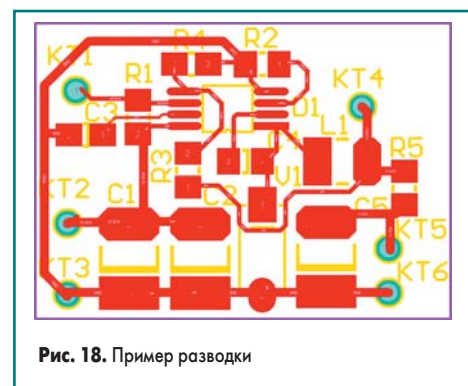 R4 R2
KT1
R1
KT4
C3
D1
L1
R3
R5
V1
KT2 C1 C2
C5 KT5
KT3
KT6
Рис. 18. Пример разводки